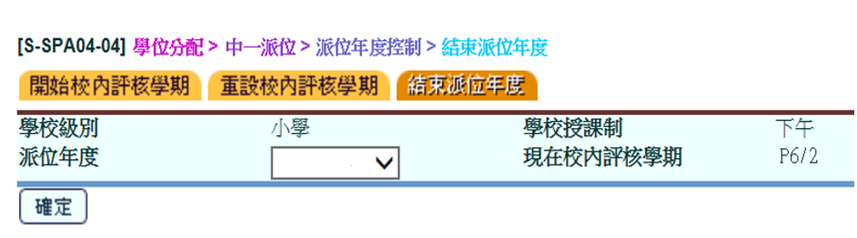 [S-SPA04-04] 學位分配 > 中一派位 > 派位年度控制 > 結束派位年度
開始校內評核學期 重設校內評核學期 結束派位年度
學校級別 小學 學校授課制 下午
派位年度 現在校內評核學期 P6/2
確定